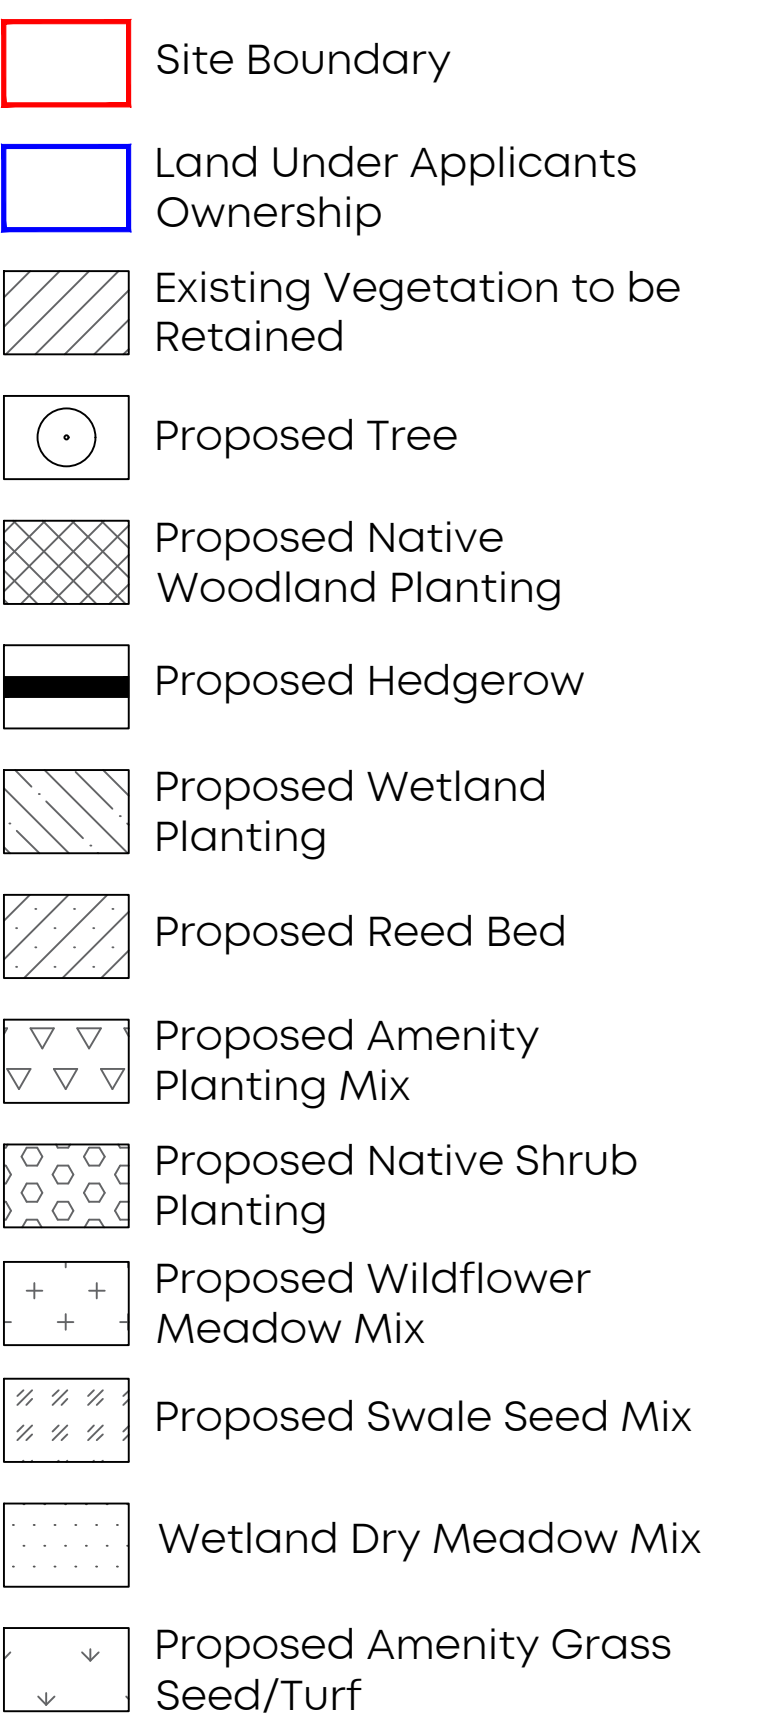 Site Boundary
Land Under Applicants
Ownership
Existing Vegetation to be
Retained
Proposed Tree
Proposed Native
Woodland Planting
Proposed Hedgerow
Proposed Wetland
Planting
Proposed Reed Bed
Proposed Amenity
Planting Mix
Proposed Native Shrub
Planting
Proposed Wildflower
Meadow Mix
Proposed Swale Seed Mix
Wetland Dry Meadow Mix
Proposed Amenity Grass
Seed/Turf